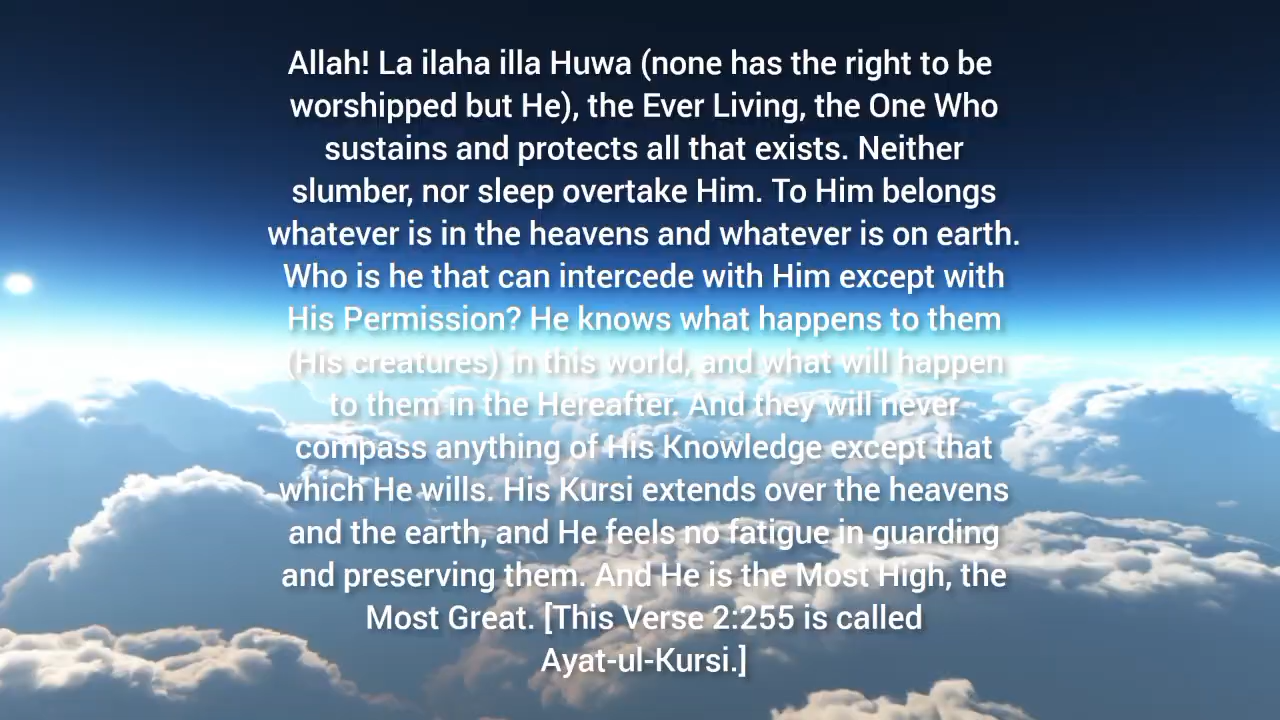 Allah! La ilaha illa Huwa (none has the right to be
worshipped but He), the Ever Living, the One Who
sustains and protects all that exists. Neither
slumber, nor sleep overtake Him. To Him belongs
whatever is in the heavens and whatever is on earth.
Who is he that can intercede with Him except with
His Permission? He knows what happens to them
(His creatures) in this world, and what will happen
to them in the Hereafter. And they will never
compass anything of His Knowledge except that
which He wills. His Kursi extends over the heavens
and the earth, and He feels no fatigue in guarding
and preserving them. And He is the Most High, the
Most Great. [This Verse 2:255 is called
Ayat-ul-Kursi.]